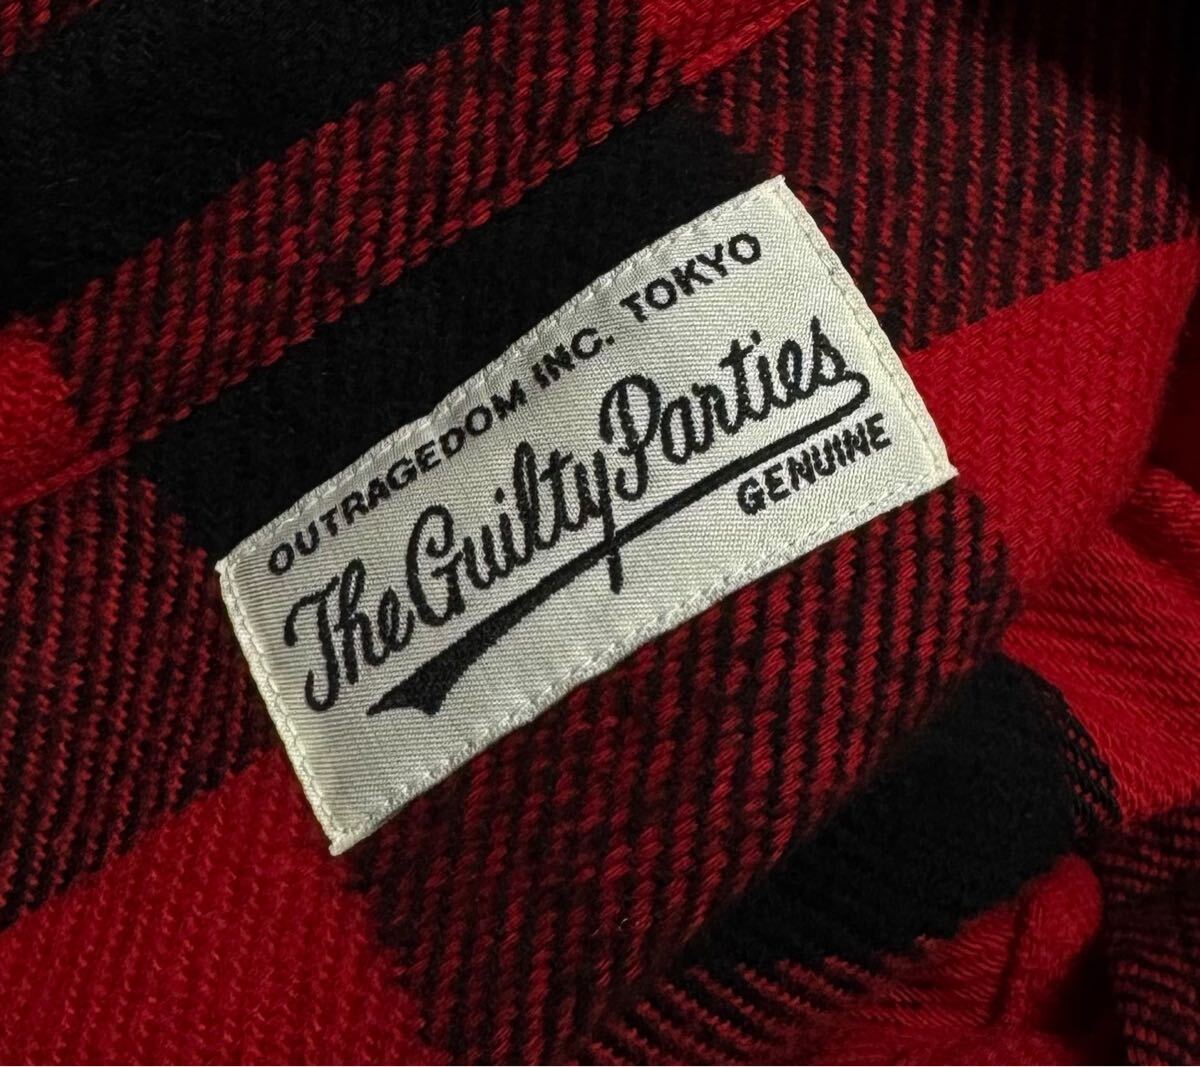 OUTRAGEDOM INC. TOKYO
The Guilty Parties
GENUINE